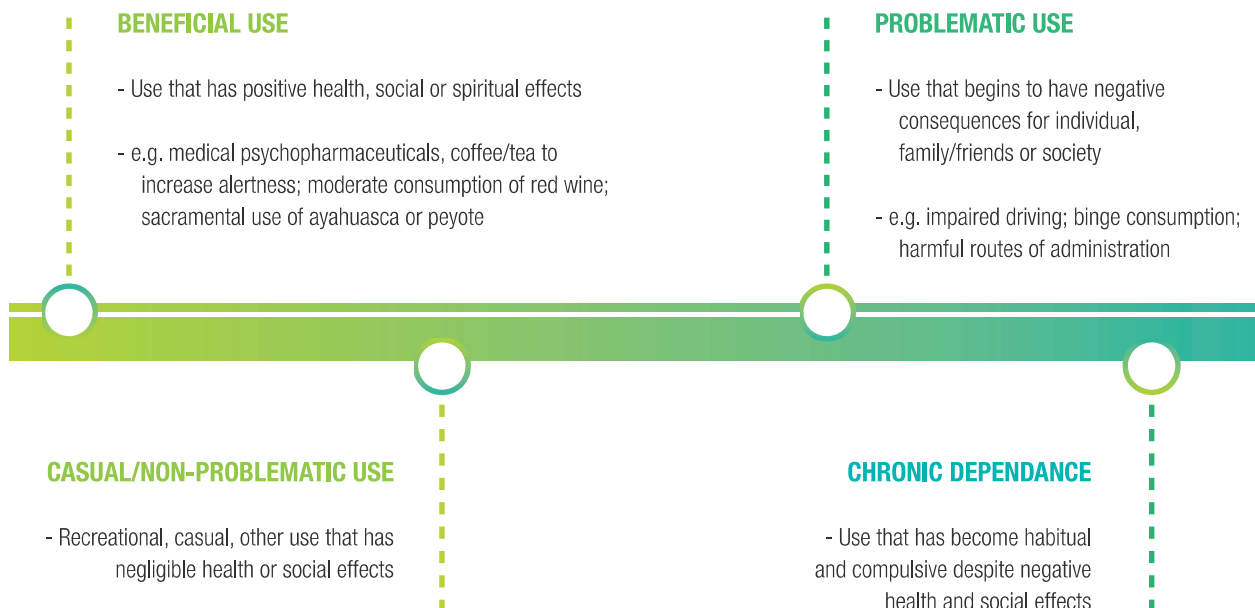 BENEFICIAL USE
- Use that has positive health, social or spiritual effects
- e.g. medical psychopharmaceuticals, coffee/tea to
increase alertness; moderate consumption of red wine;
sacramental use of ayahuasca or peyote
PROBLEMATIC USE
- Use that begins to have negative
consequences for individual,
family/friends or society
- e.g. impaired driving; binge consumption;
harmful routes of administration
CASUAL/NON-PROBLEMATIC USE
- Recreational, casual, other use that has
negligible health or social effects
CHRONIC DEPENDANCE
- Use that has become habitual
and compulsive despite negative
health and social effects